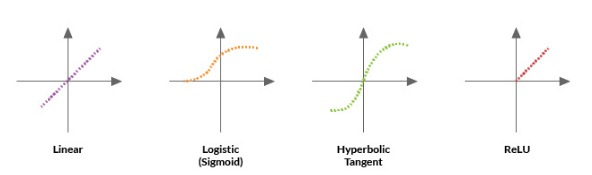 Linear
Logistic
(Sigmoid)
Hyperbolic
Tangent
ReLU